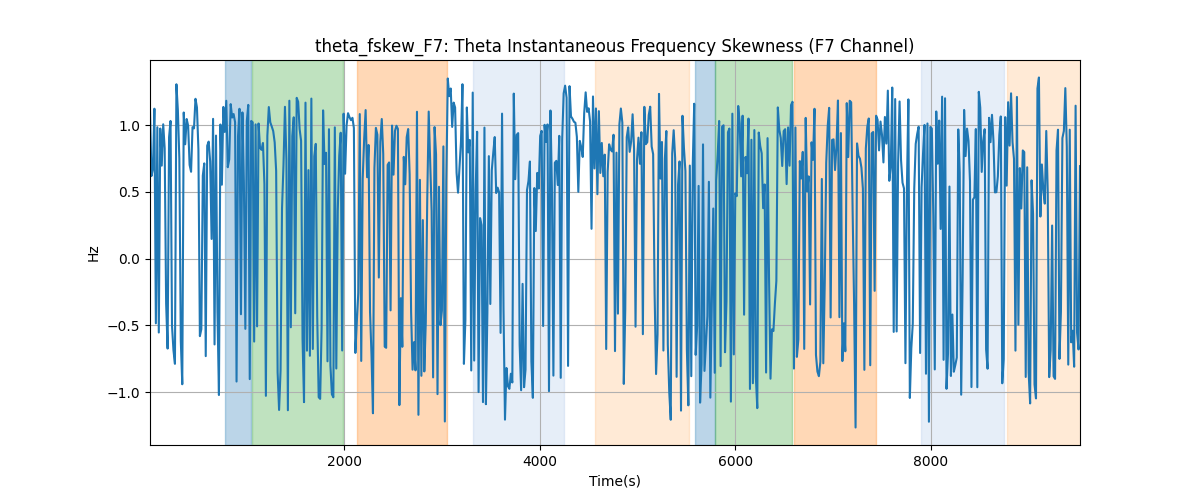 theta_fskew_F7: Theta Instantaneous Frequency Skewness (F7 Channel)
1.0
0.5
0.0
−0.5
−1.0
Hz
2000 4000 6000 8000
Time(s)